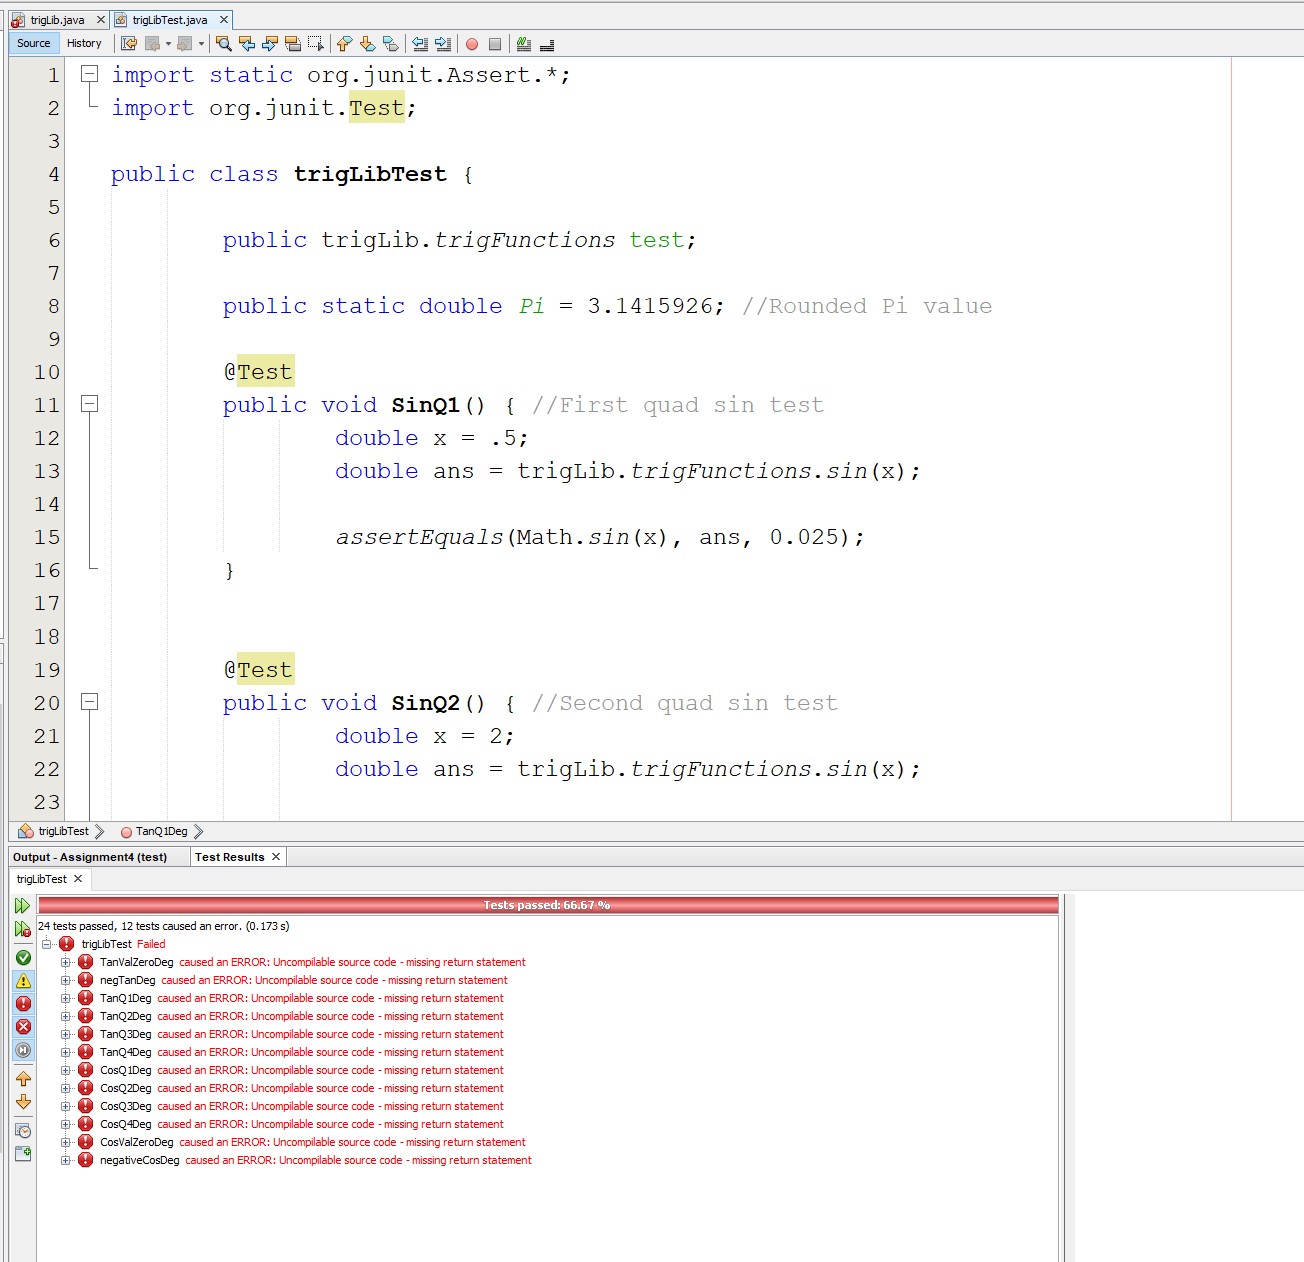 trigLib.java × trigLibTest.java ×
Source History
1 import static org.junit.Assert.*;
2 import org.junit.Test;
3
4 public class trigLibTest {
5
6 public trigLib.trigFunctions test;
7
8 public static double Pi = 3.1415926; //Rounded Pi value
9
10 @Test
11 public void SinQ1() { //First quad sin test
12 double x = .5;
13 double ans = trigLib.trigFunctions.sin(x);
14
15 assertEquals(Math.sin(x), ans, 0.025);
16 }
17
18
19 @Test
20 public void SinQ2() { //Second quad sin test
21 double x = 2;
22 double ans = trigLib.trigFunctions.sin(x);
23
trigLibTest TanQ1Deg
Output - Assignment4 (test) Test Results ×
trigLibTest ×
Tests passed: 66.67 %
24 tests passed, 12 tests caused an error. (0.173 s)
trigLibTest Failed
TanValZeroDeg caused an ERROR: Uncompilable source code - missing return statement
negTanDeg caused an ERROR: Uncompilable source code - missing return statement
TanQ1Deg caused an ERROR: Uncompilable source code - missing return statement
TanQ2Deg caused an ERROR: Uncompilable source code - missing return statement
TanQ3Deg caused an ERROR: Uncompilable source code - missing return statement
TanQ4Deg caused an ERROR: Uncompilable source code - missing return statement
CosQ1Deg caused an ERROR: Uncompilable source code - missing return statement
CosQ2Deg caused an ERROR: Uncompilable source code - missing return statement
CosQ3Deg caused an ERROR: Uncompilable source code - missing return statement
CosQ4Deg caused an ERROR: Uncompilable source code - missing return statement
CosValZeroDeg caused an ERROR: Uncompilable source code - missing return statement
negativeCosDeg caused an ERROR: Uncompilable source code - missing return statement